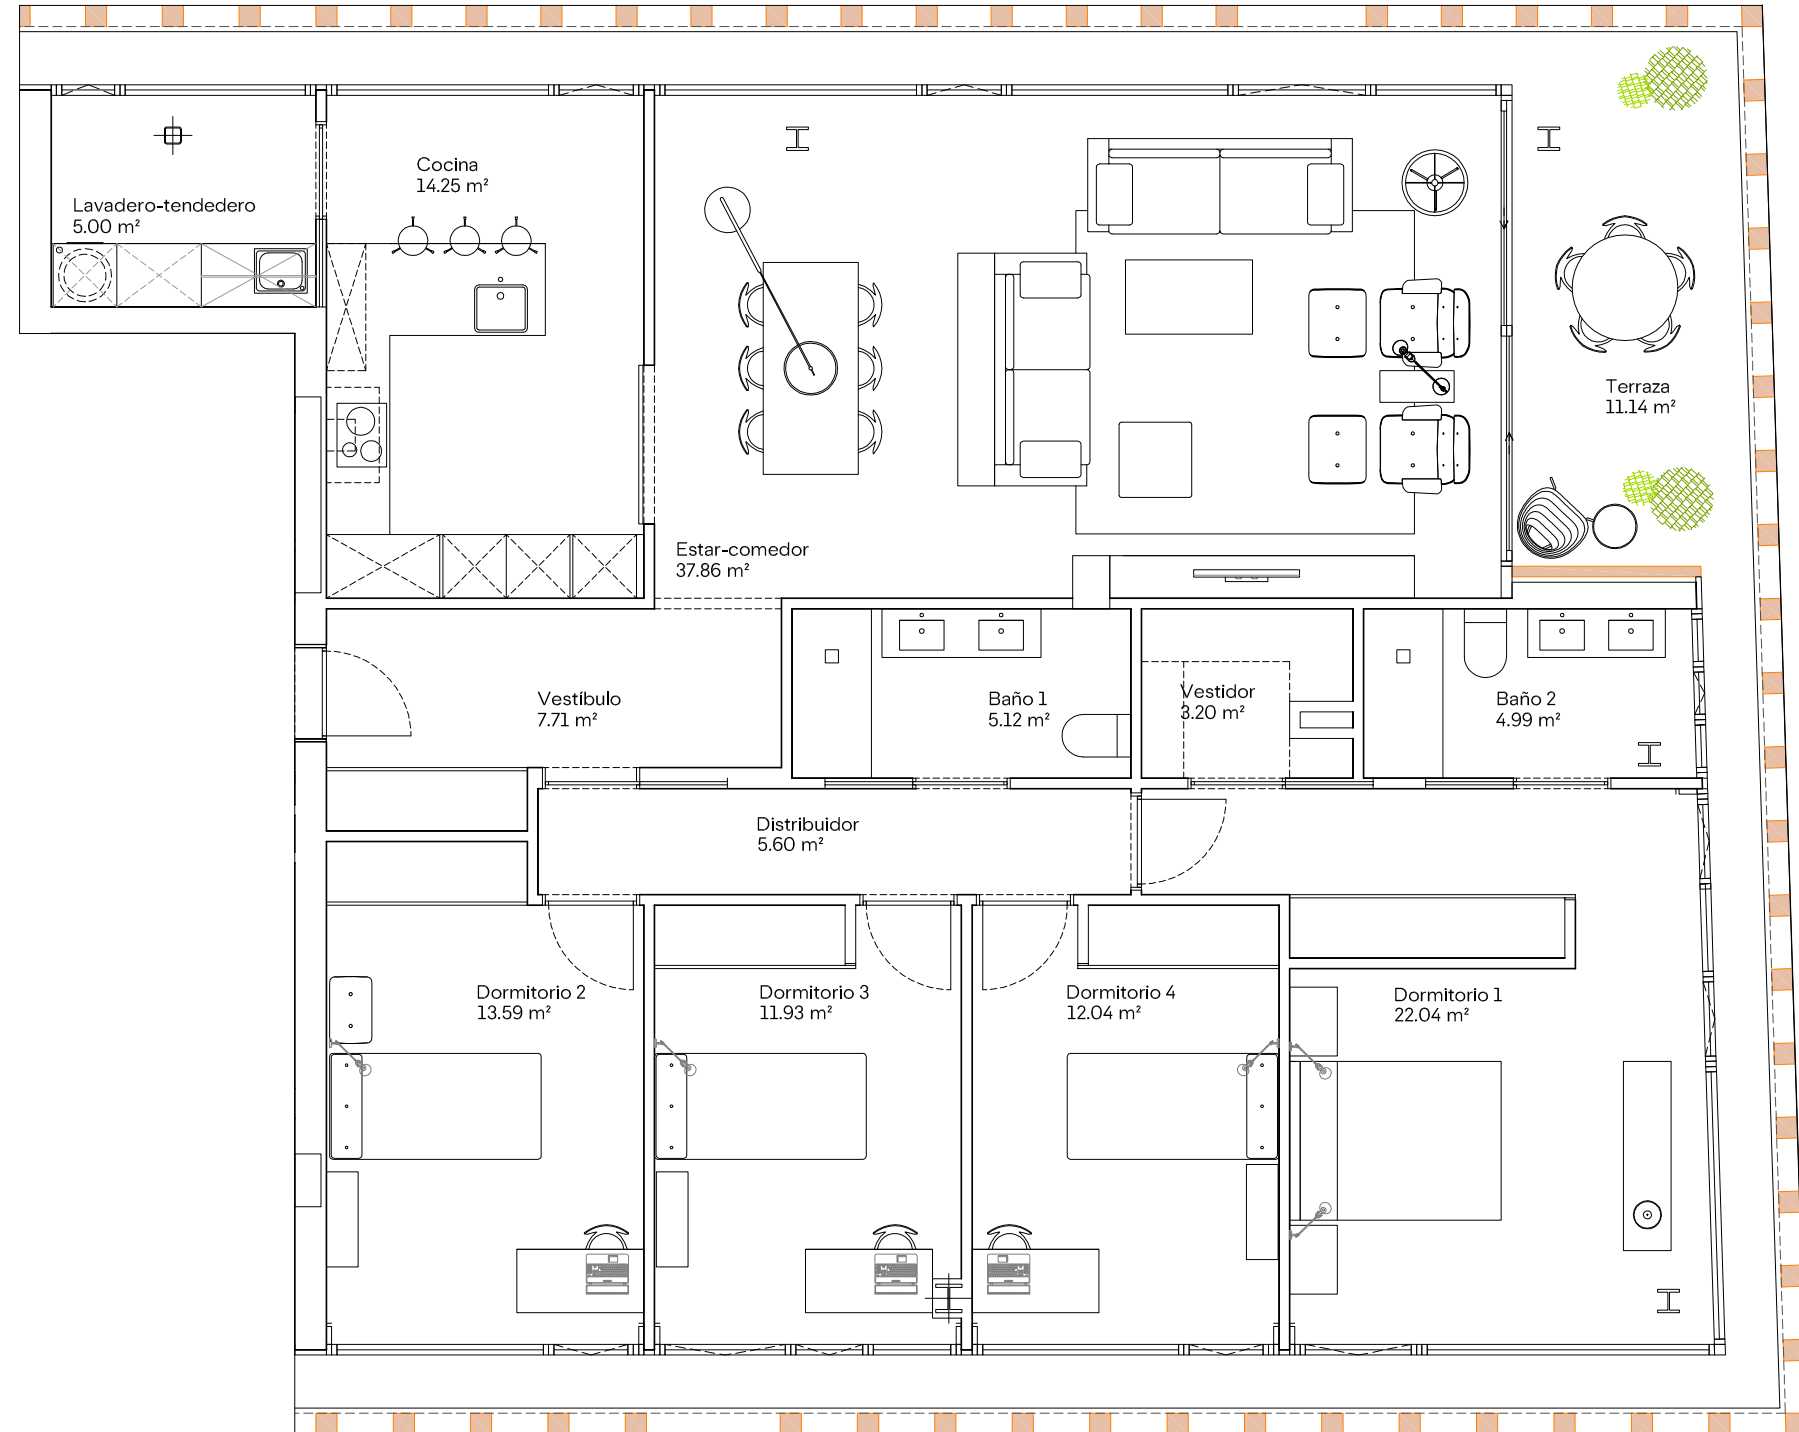 Cocina
14.25 m²
Lavadero-tendedero
5.00 m²
Terraza
11.14 m²
Estar-comedor
37.86 m²
Vestíbulo
7.71 m²
Baño 1
5.12 m²
Vestidor
3.20 m²
Baño 2
4.99 m²
Distribuidor
5.60 m²
Dormitorio 2
13.59 m²
Dormitorio 3
11.93 m²
Dormitorio 4
12.04 m²
Dormitorio 1
22.04 m²